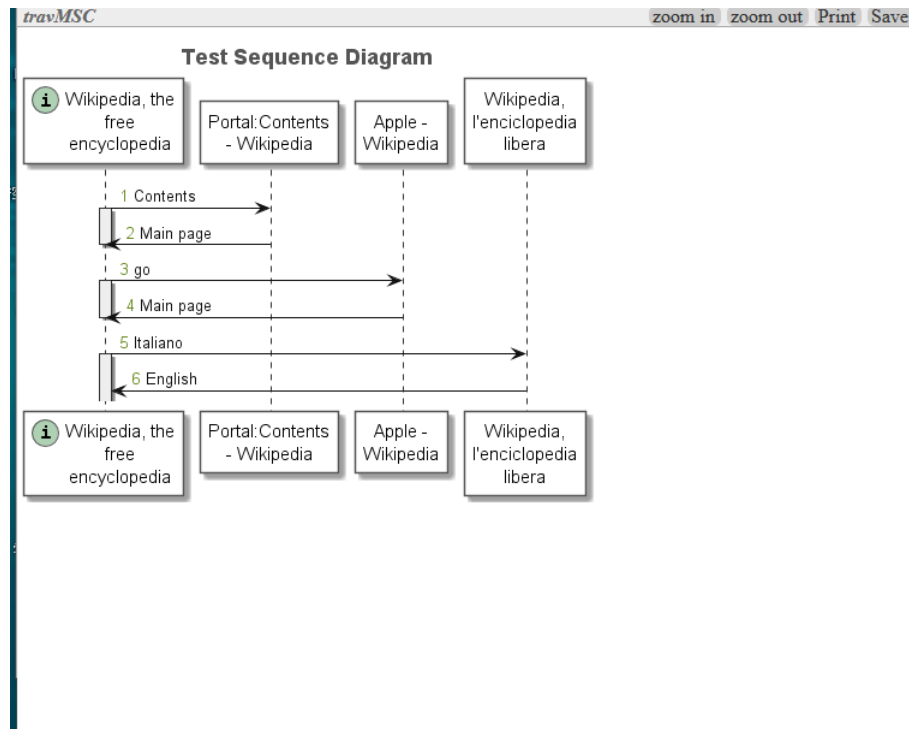 travMSC
zoom in zoom out Print Save
Test Sequence Diagram
i
Wikipedia, the
free
encyclopedia
Portal:Contents
- Wikipedia
Apple -
Wikipedia
Wikipedia,
l'enciclopedia
libera
1 Contents
2 Main page
3 go
4 Main page
5 Italiano
6 English
i
Wikipedia, the
free
encyclopedia
Portal:Contents
- Wikipedia
Apple -
Wikipedia
Wikipedia,
l'enciclopedia
libera